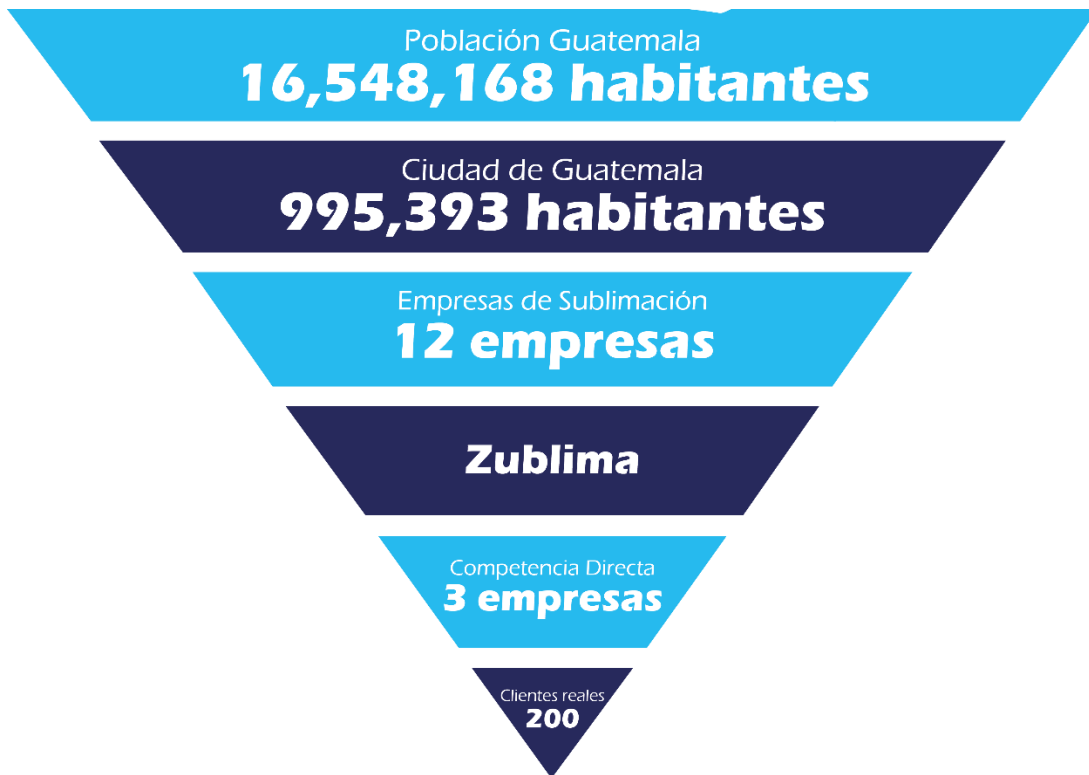 Población Guatemala
16,548,168 habitantes
Ciudad de Guatemala
995,393 habitantes
Empresas de Sublimación
12 empresas
Zublima
Competencia Directa
3 empresas
Clientes reales
200